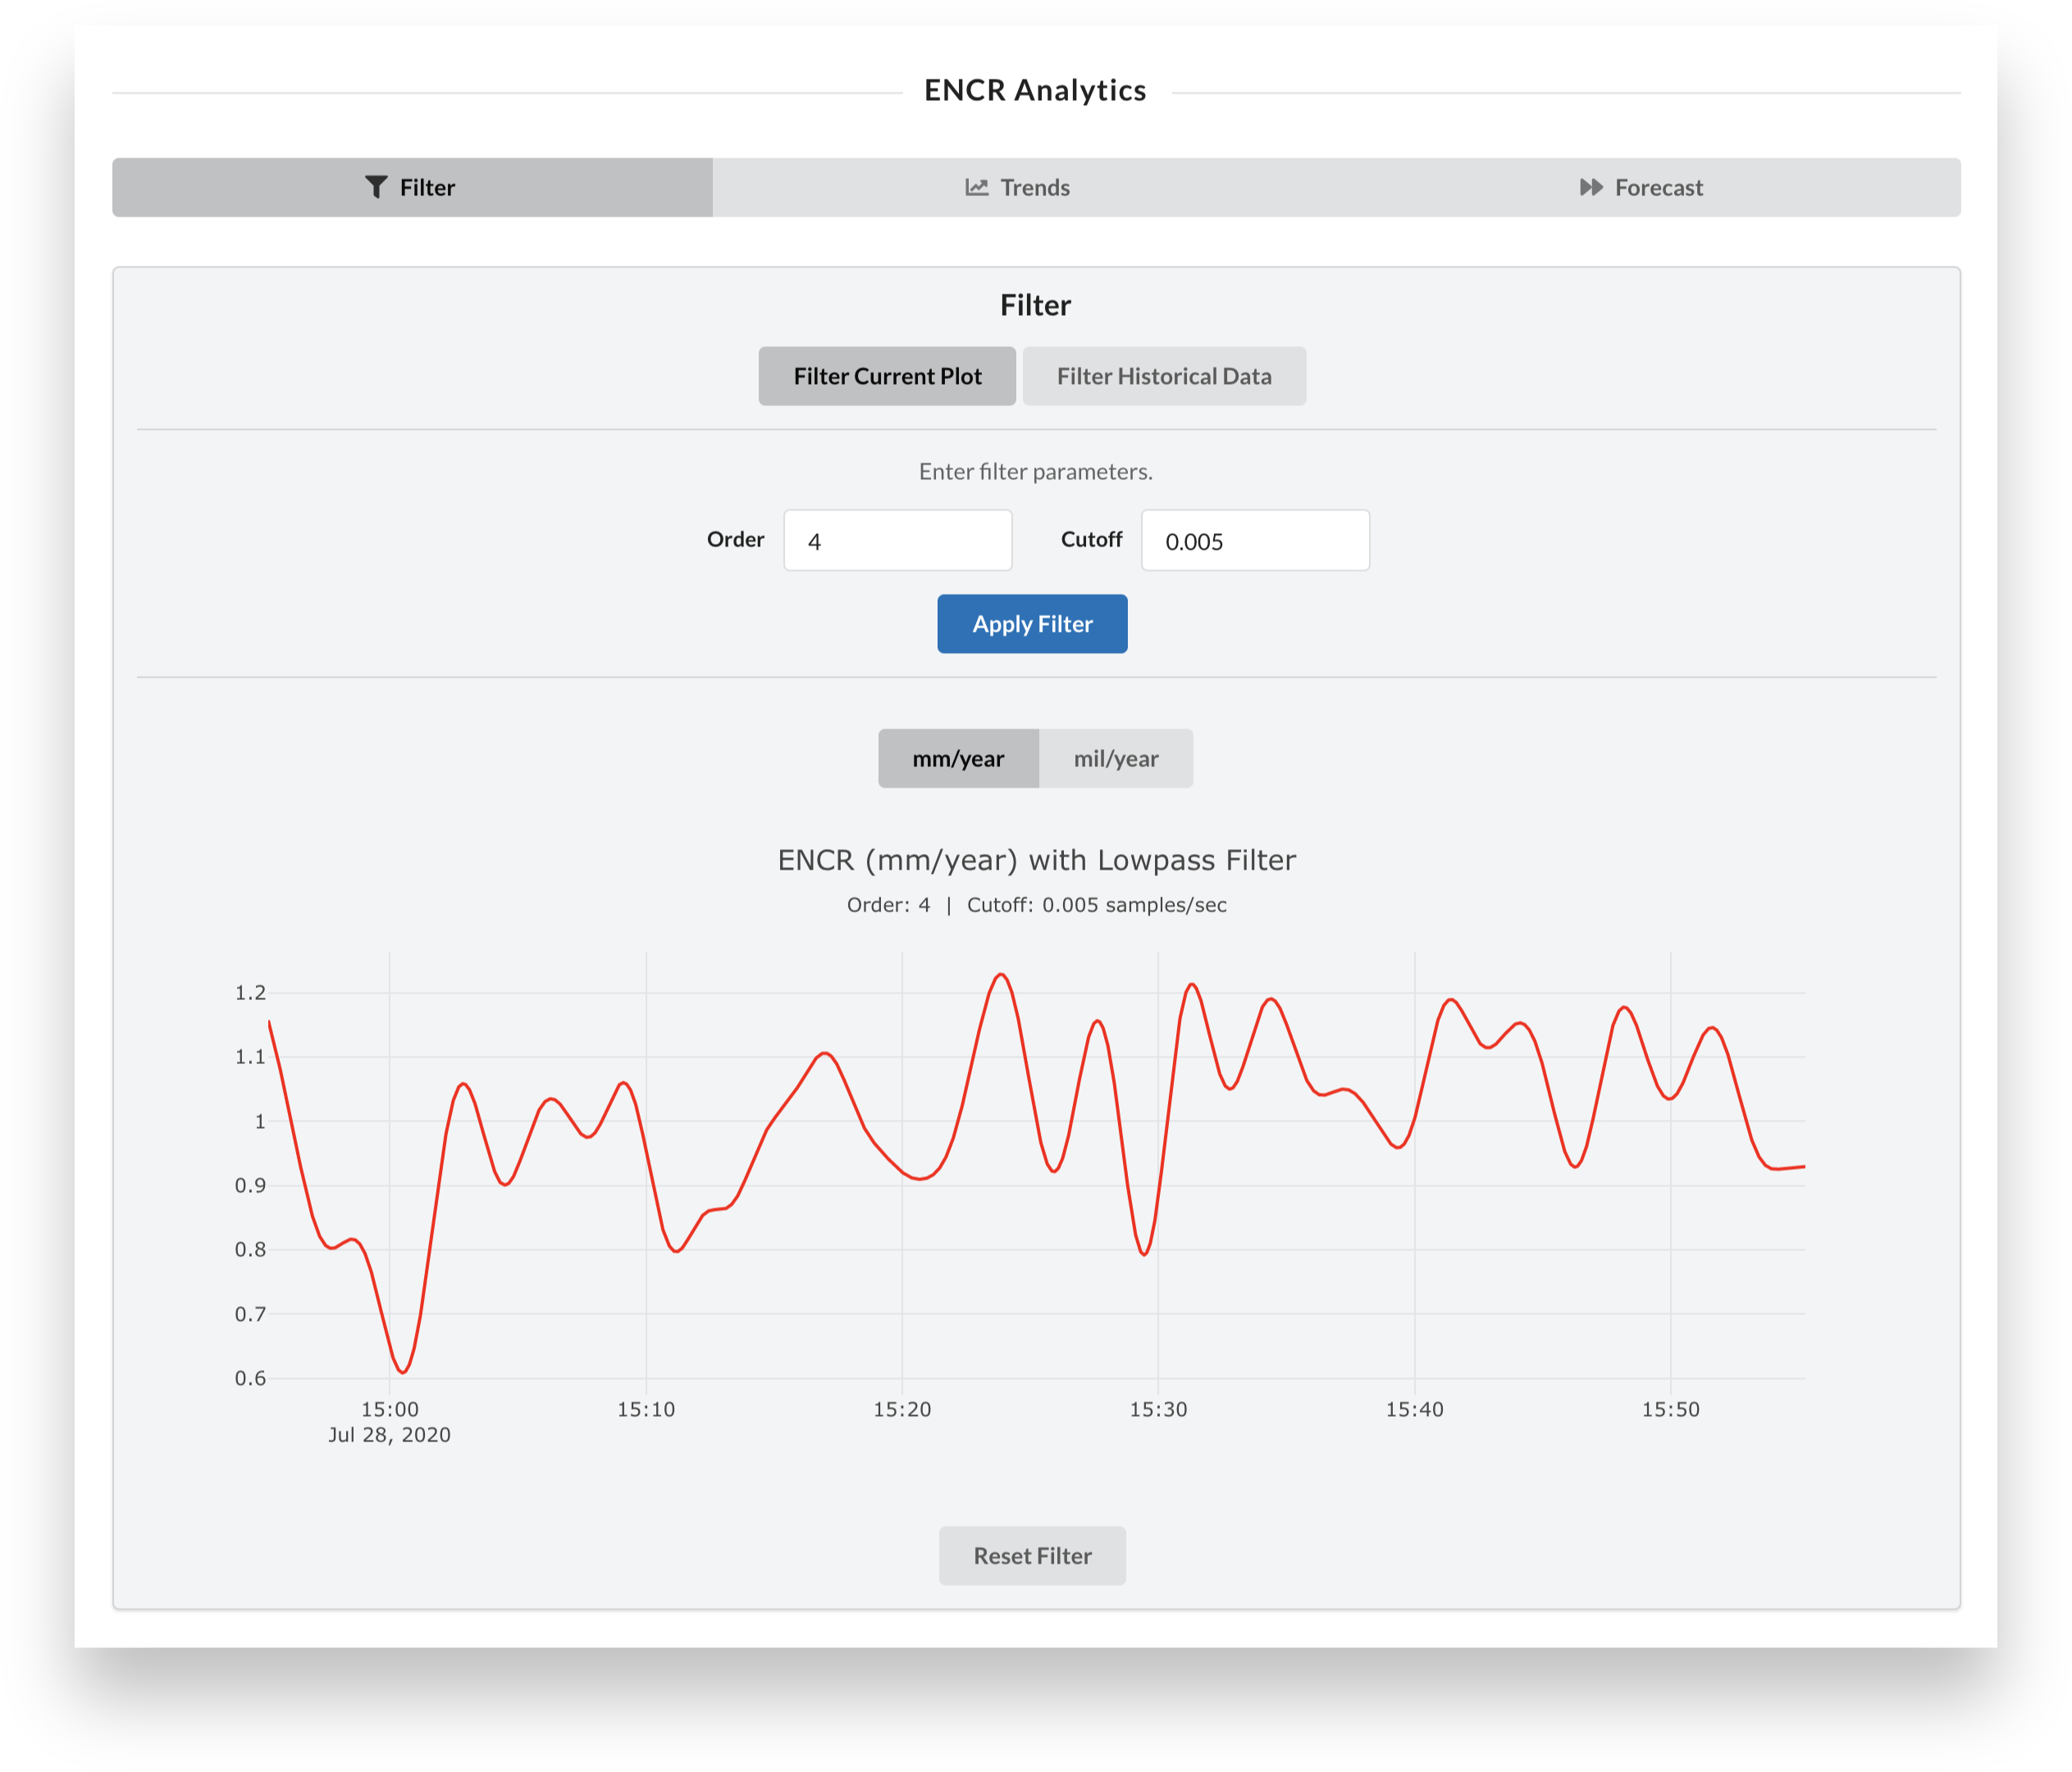 ENCR Analytics
Filter
Trends
Forecast
Filter
Filter Current Plot
Filter Historical Data
Enter filter parameters.
Order
4
Cutoff
0.005
Apply Filter
mm/year
mil/year
ENCR (mm/year) with Lowpass Filter
Order: 4 | Cutoff: 0.005 samples/sec
1.2
1.1
1
0.9
0.8
0.7
0.6
15:00
15:10
15:20
15:30
15:40
15:50
Jul 28, 2020
Reset Filter